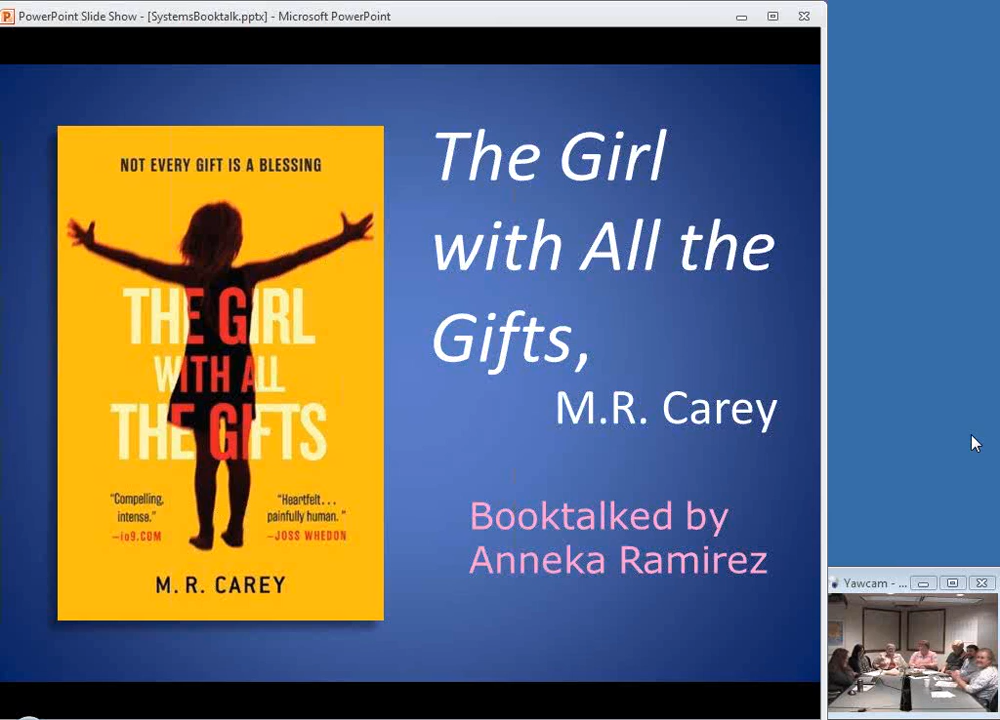 PowerPoint Slide Show - [SystemsBooktalk.pptx] - Microsoft PowerPoint
NOT EVERY GIFT IS A BLESSING
THE GIRL
WITH ALL
THE GIFTS
“Compelling,
intense.”
—io9.COM
“Heartfelt . . .
painfully human.”
—JOSS WHEDON
M. R. CAREY
The Girl
with All the
Gifts,
M.R. Carey
Booktalked by
Anneka Ramirez
Yawcam - ...